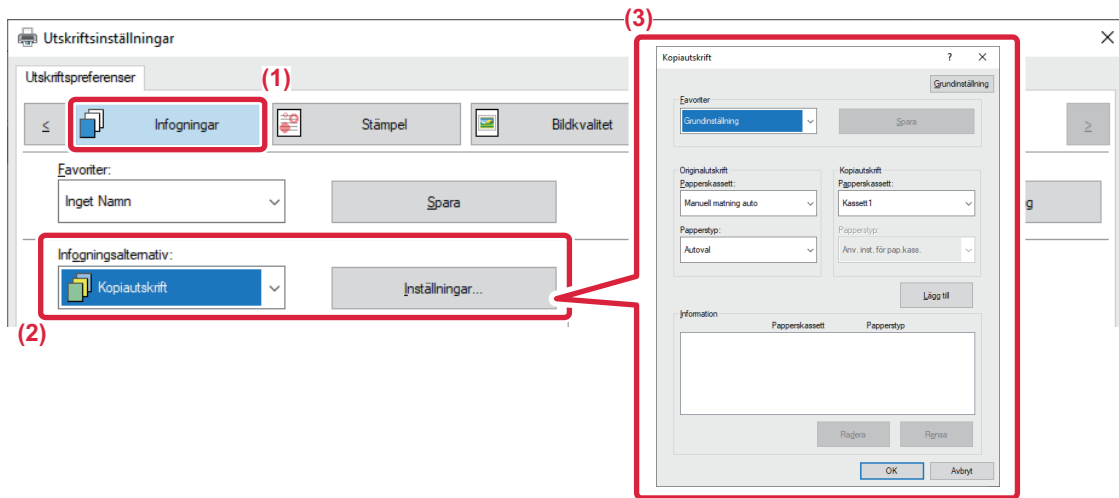 (3)
Utskriftsinställningar
Utskriftspreferenser
(1)
< Infogningar Stämpel Bildkvalitet >
Favoriter:
Inget Namn Spara g
Infogningsalternativ:
Kopiautskrift Inställningar...
(2)
Kopiautskrift ?
Grundinställning
Favoriter
Grundinställning Spara
Originalutskrift Kopiautskrift
Papperskassett: Papperskassett:
Manuell matning auto Kassett1
Papperstyp: Papperstyp:
Autoval Anv. inst. för pap.kass.
Lägg till
Information
Papperskassett Papperstyp
Radera Rensa
OK Avbryt